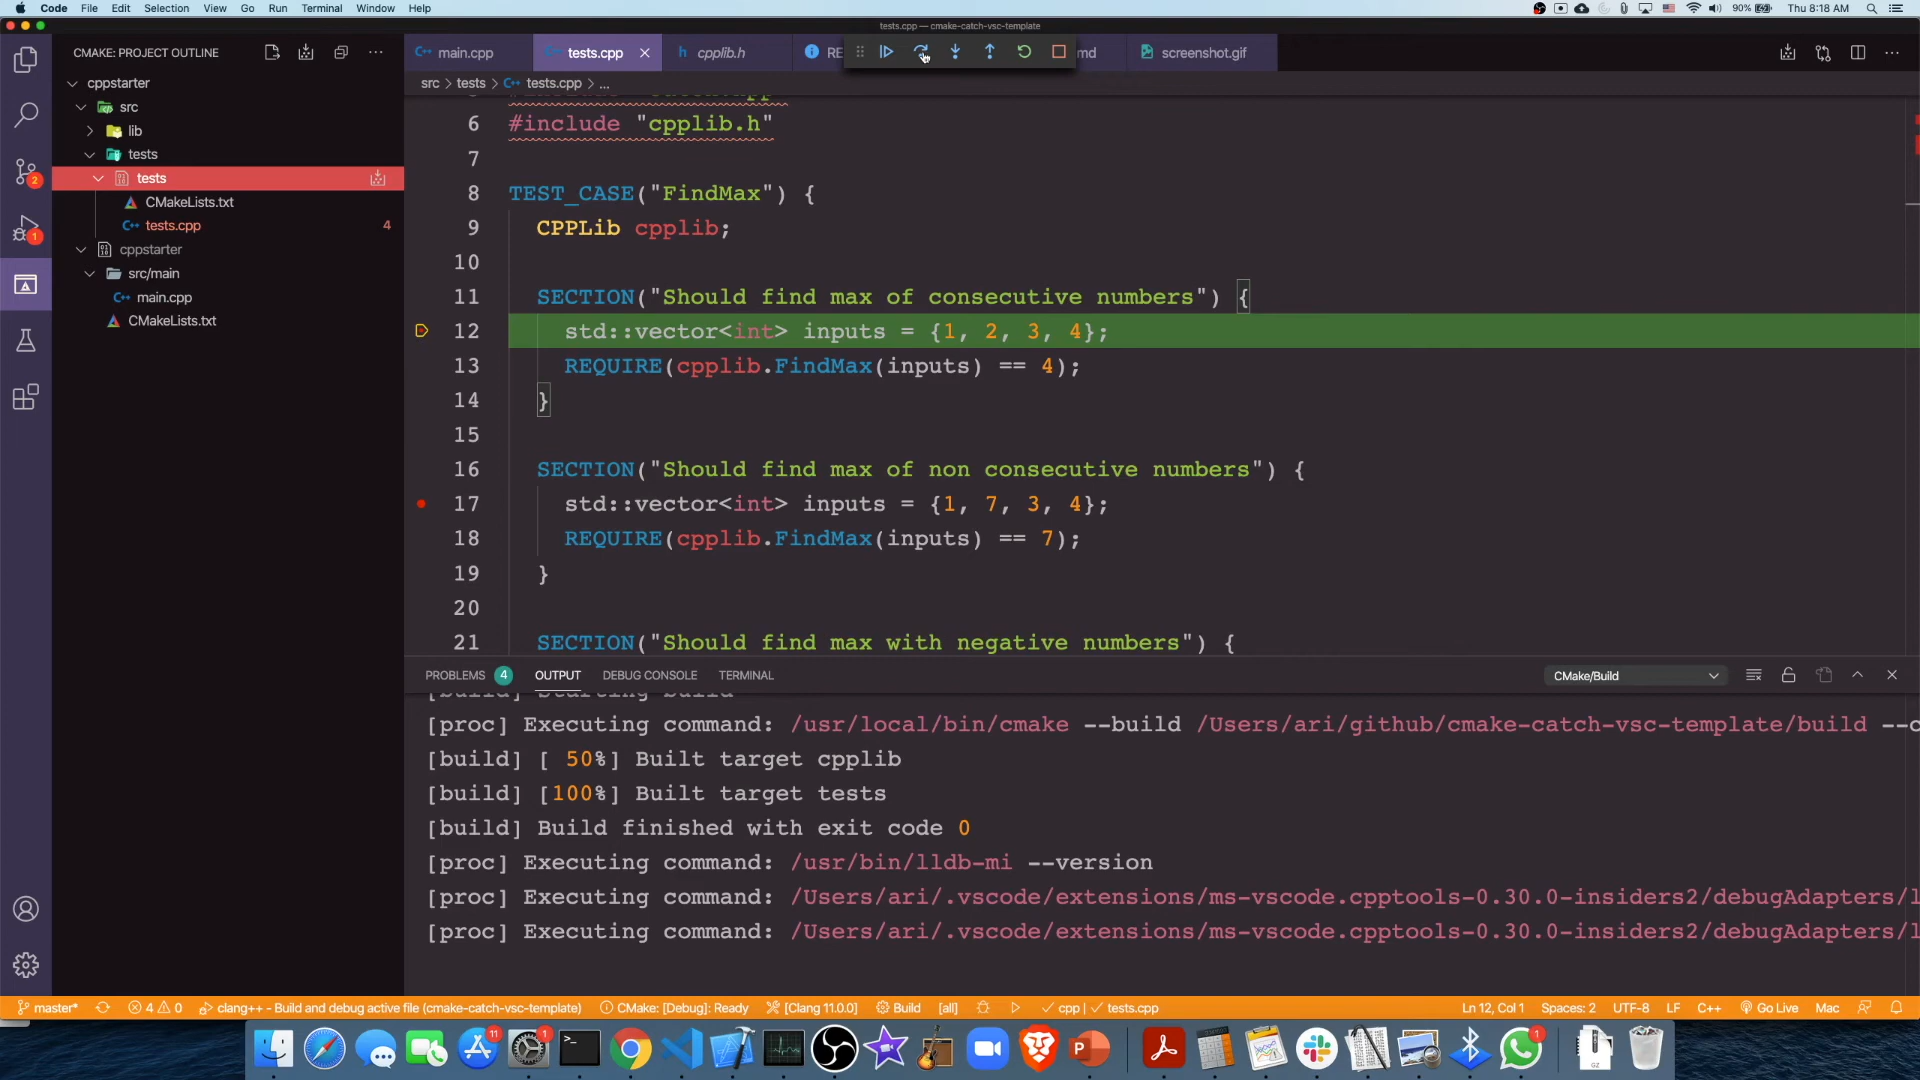 Code File Edit Selection View Go Run Terminal Window Help 90% Thu 8:18 AM
tests.cpp — cmake-catch-vsc-template
CMAKE: PROJECT OUTLINE
main.cpp tests.cpp cpplib.h RE md screenshot.gif
src > tests > tests.cpp > ...
cppstarter
src
lib
tests
tests
CMakeLists.txt
tests.cpp 4
cppstarter
src/main
main.cpp
CMakeLists.txt
2
1
6 #include "cpplib.h"
7
8 TEST_CASE("FindMax") {
9 CPPLib cpplib;
10
11 SECTION("Should find max of consecutive numbers") {
12 std::vector<int> inputs = {1, 2, 3, 4};
13 REQUIRE(cpplib.FindMax(inputs) == 4);
14 }
15
16 SECTION("Should find max of non consecutive numbers") {
17 std::vector<int> inputs = {1, 7, 3, 4};
18 REQUIRE(cpplib.FindMax(inputs) == 7);
19 }
20
21 SECTION("Should find max with negative numbers") {
PROBLEMS 4 OUTPUT DEBUG CONSOLE TERMINAL CMake/Build
[build] Starting build
[proc] Executing command: /usr/local/bin/cmake --build /Users/ari/github/cmake-catch-vsc-template/build --c
[build] [ 50%] Built target cpplib
[build] [100%] Built target tests
[build] Build finished with exit code 0
[proc] Executing command: /usr/bin/lldb-mi --version
[proc] Executing command: /Users/ari/.vscode/extensions/ms-vscode.cpptools-0.30.0-insiders2/debugAdapters/l
[proc] Executing command: /Users/ari/.vscode/extensions/ms-vscode.cpptools-0.30.0-insiders2/debugAdapters/l
master* 4 0 clang++ - Build and debug active file (cmake-catch-vsc-template) CMake: [Debug]: Ready [Clang 11.0.0] Build [all] cpp | tests.cpp Ln 12, Col 1 Spaces: 2 UTF-8 LF C++ Go Live Mac
11 1 1